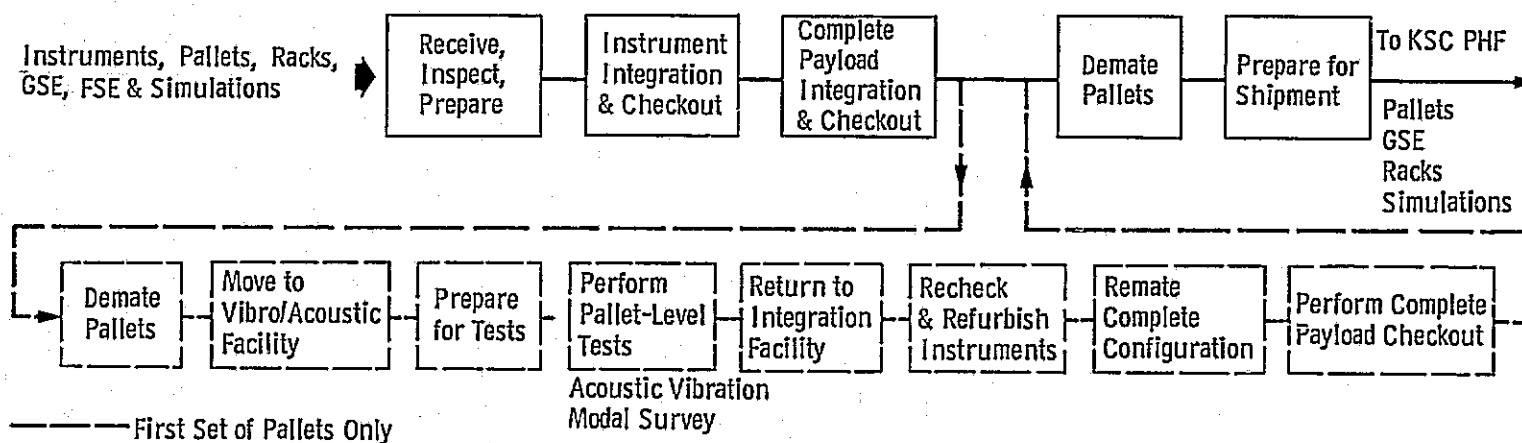 Instruments, Pallets, Racks,
GSE, FSE & Simulations
Receive,
Inspect,
Prepare
Instrument
Integration
& Checkout
Complete
Payload
Integration
& Checkout
Demate
Pallets
Prepare for
Shipment
To KSC PHF
Pallets
GSE
Racks
Simulations
Demate
Pallets
Move to
Vibro/Acoustic
Facility
Prepare
for Tests
Perform
Pallet-Level
Tests
Acoustic Vibration
Modal Survey
Return to
Integration
Facility
Recheck
& Refurbish
Instruments
Remate
Complete
Configuration
Perform Complete
Payload Checkout
First Set of Pallets Only